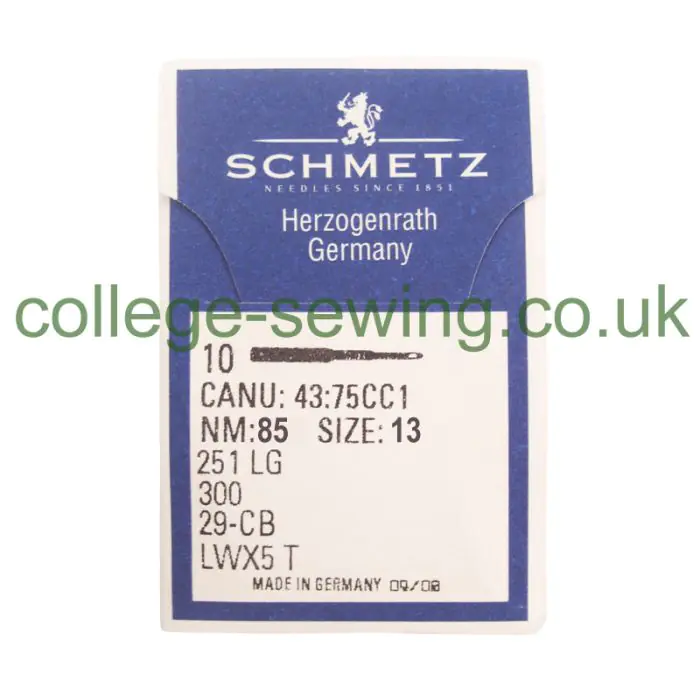 SCHMETZ
NEEDLES SINCE 1851
Herzogenrath
Germany
college-sewing.co.uk
10
CANU: 43:75CC1
NM:85 SIZE: 13
251 LG
300
29-CB
LWX5 T
MADE IN GERMANY 09/08